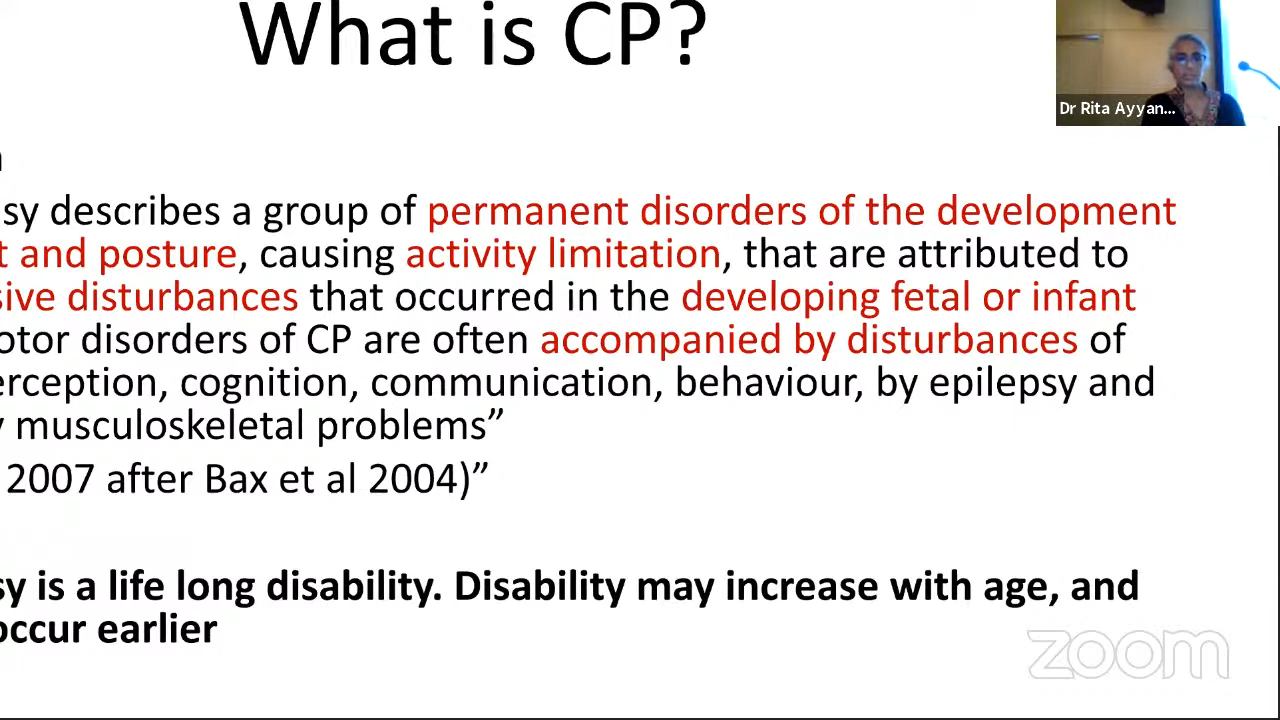 What is CP?
Dr Rita Ayyan...
sy describes a group of permanent disorders of the development
t and posture, causing activity limitation, that are attributed to
sive disturbances that occurred in the developing fetal or infant
otor disorders of CP are often accompanied by disturbances of
erception, cognition, communication, behaviour, by epilepsy and
y musculoskeletal problems”
2007 after Bax et al 2004)”
sy is a life long disability. Disability may increase with age, and
occur earlier
zoom